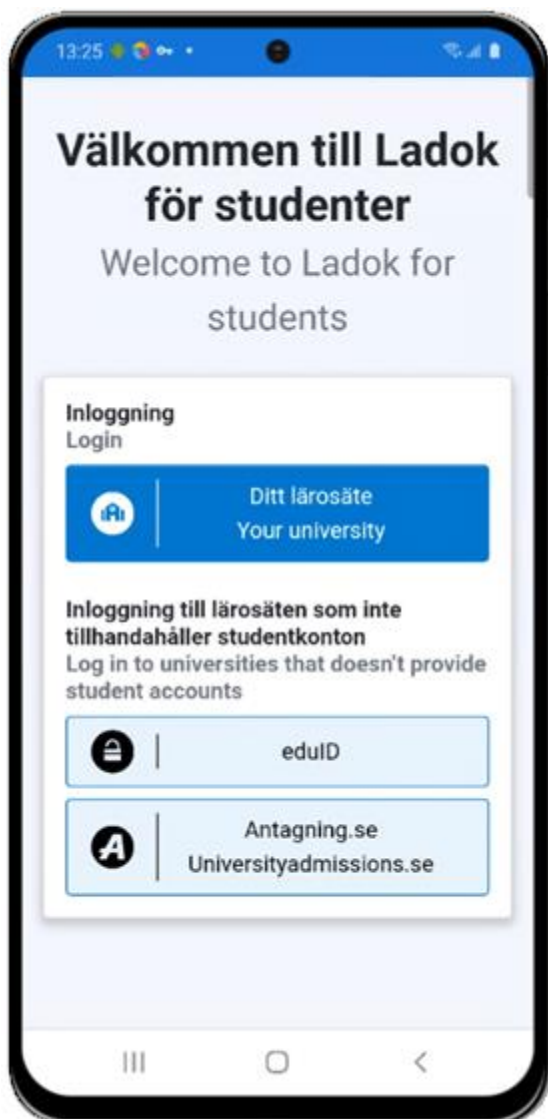 13:25
Välkommen till Ladok
för studenter
Welcome to Ladok for
students
Inloggning
Login
Ditt lärosäte
Your university
Inloggning till lärosäten som inte
tillhandahåller studentkonton
Log in to universities that doesn't provide
student accounts
eduID
Antagning.se
Universityadmissions.se